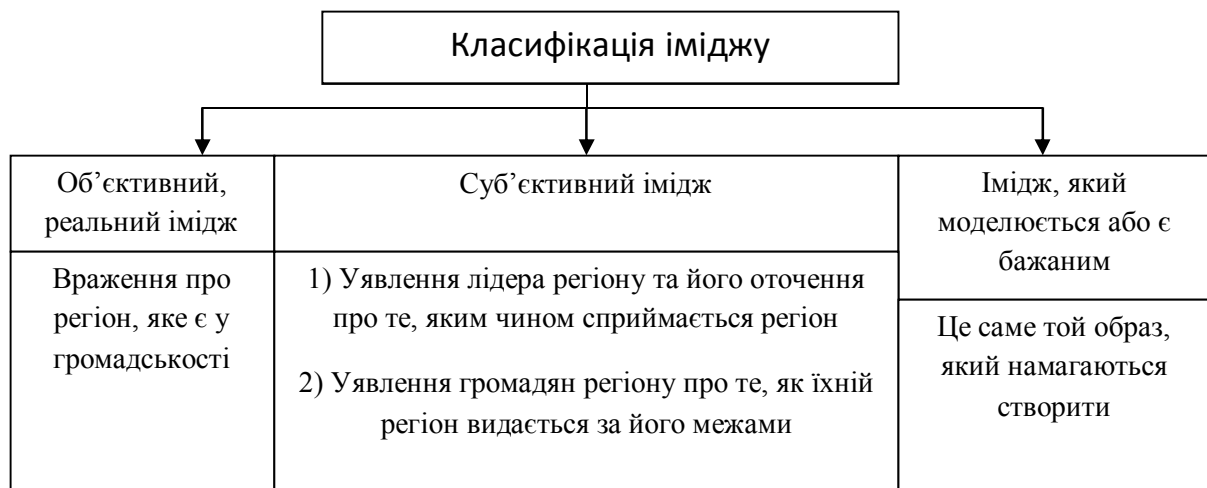 Класифікація іміджу
Об’єктивний,
реальний імідж
Враження про
регіон, яке є у
громадськості
Суб’єктивний імідж
1) Уявлення лідера регіону та його оточення
про те, яким чином сприймається регіон
2) Уявлення громадян регіону про те, як їхній
регіон видається за його межами
Імідж, який
моделюється або є
бажаним
Це саме той образ,
який намагаються
створити